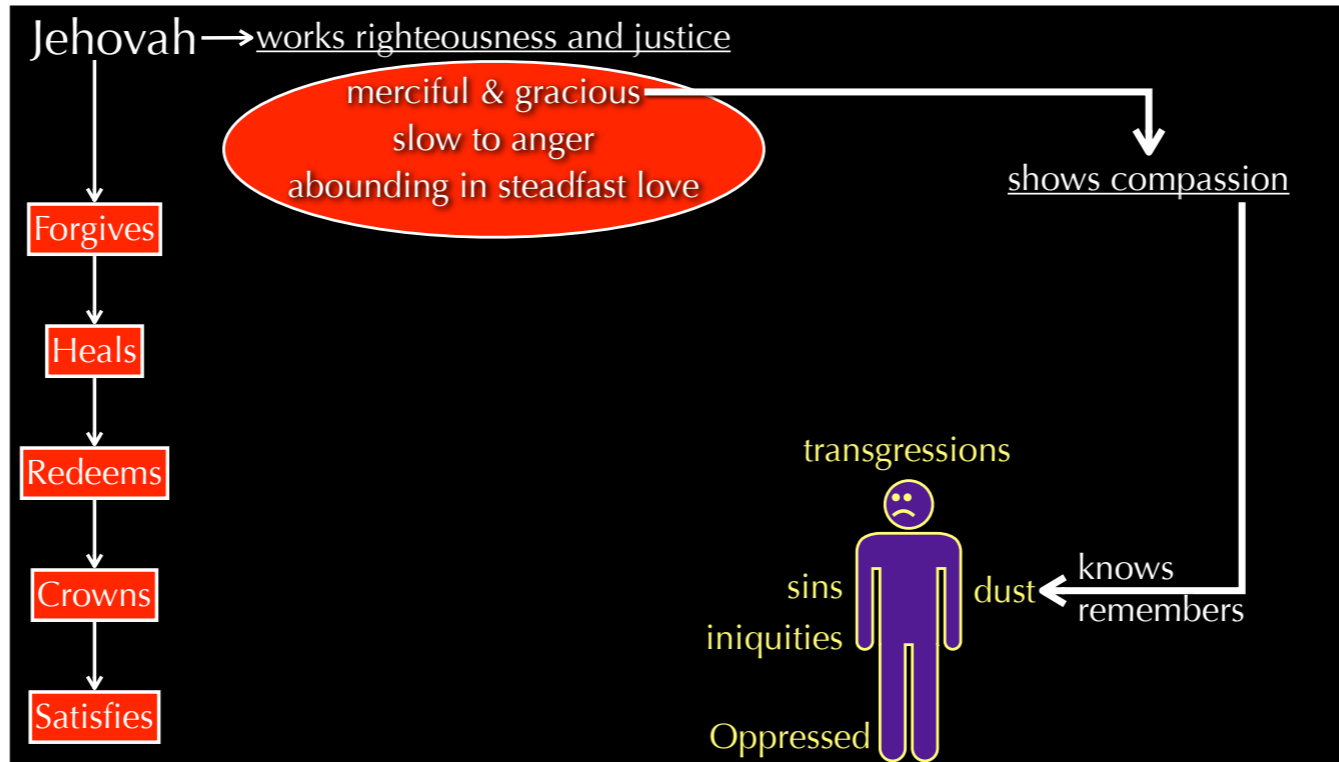 Jehovah works righteousness and justice
merciful & gracious
slow to anger
abounding in steadfast love
shows compassion
Forgives
Heals
Redeems
Crowns
Satisfies
transgressions
sins
iniquities
Oppressed
dust
knows
remembers